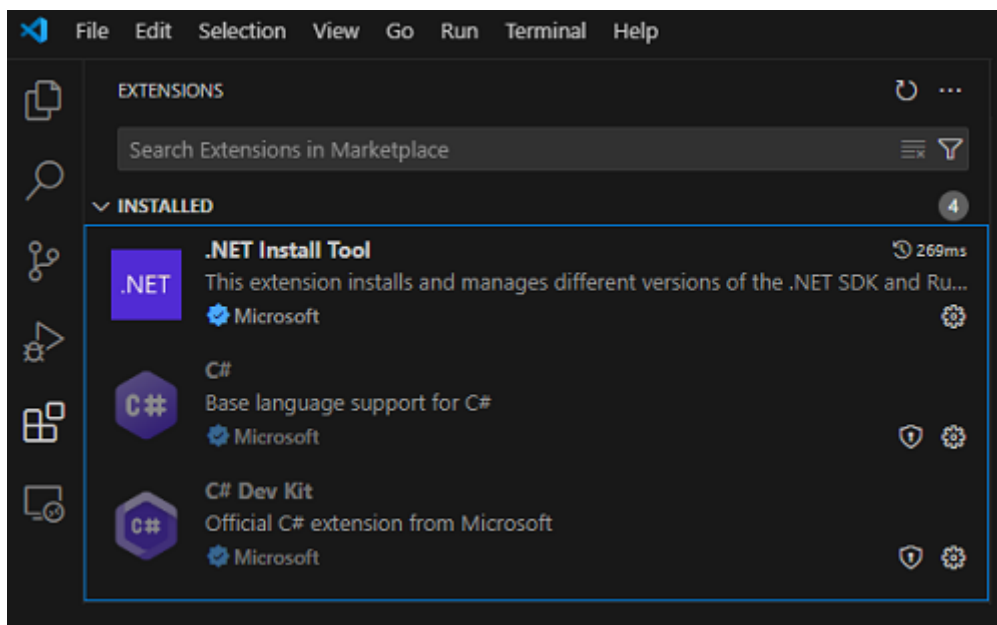 File Edit Selection View Go Run Terminal Help
EXTENSIONS
Search Extensions in Marketplace
INSTALLED 4
.NET Install Tool 269ms
.NET
This extension installs and manages different versions of the .NET SDK and Ru...
Microsoft
C#
C#
Base language support for C#
Microsoft
C# Dev Kit
C#
Official C# extension from Microsoft
Microsoft